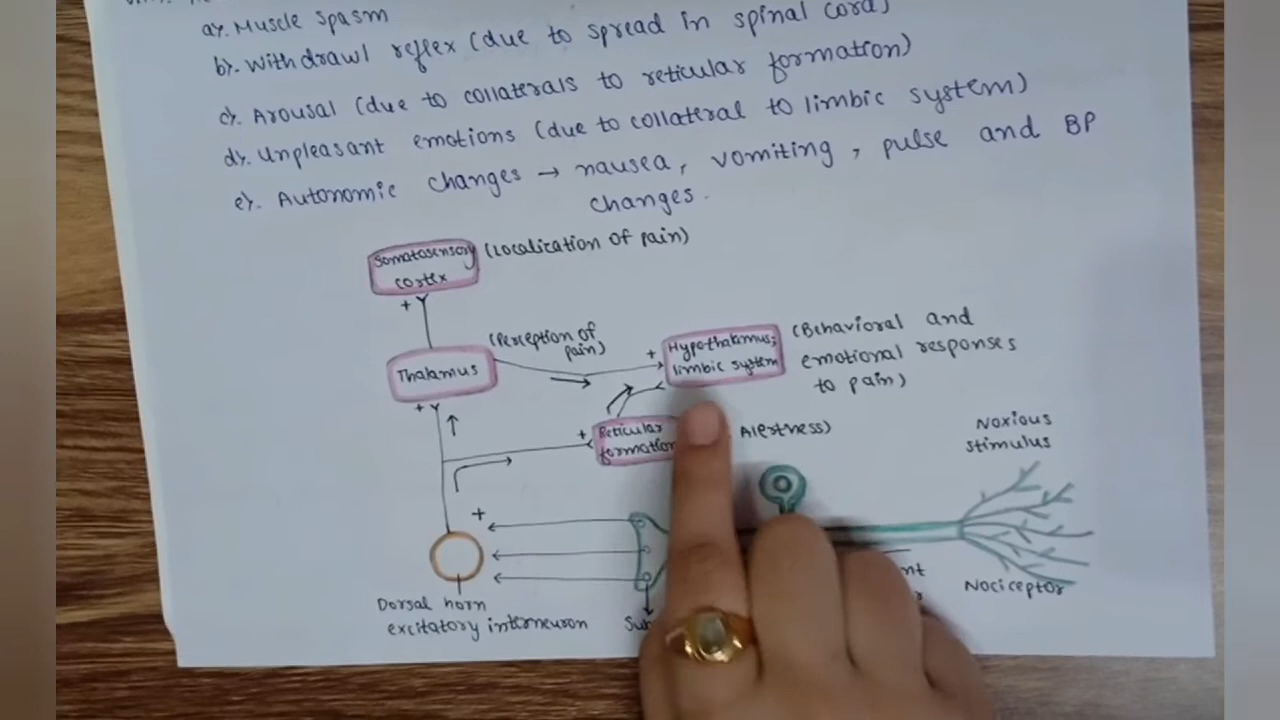 a). Muscle spasm
b). Withdrawl reflex (due to spread in spinal cord)
c). Arousal (due to collaterals to reticular formation)
d). Unpleasant emotions (due to collateral to limbic system)
e). Autonomic changes → nausea, vomiting, pulse and BP
changes.
Somatosensory
cortex
(Localization of pain)
+
(Perception of
pain)
Thalamus
+
+
Hypothalamus;
limbic system
(Behavioral and
emotional responses
to pain)
+
Reticular
formation
Alertness)
Noxious
stimulus
+
Nociceptor
Dorsal horn
excitatory interneuron